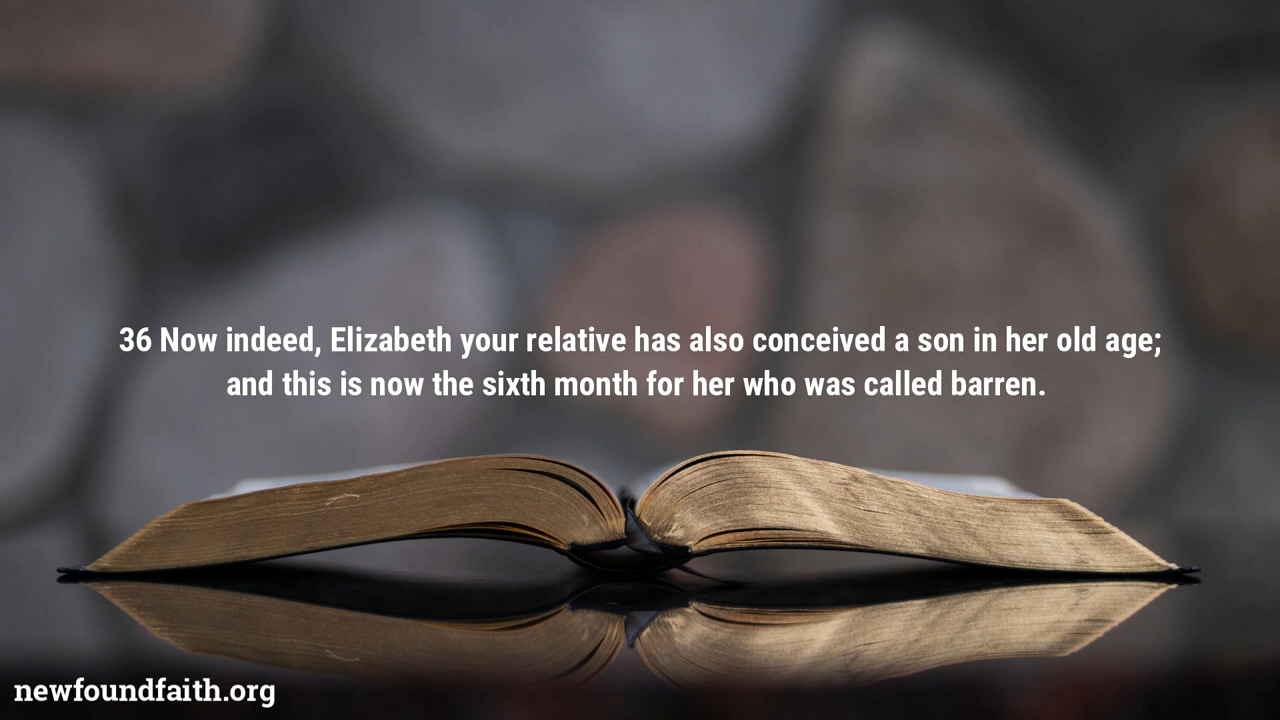 36 Now indeed, Elizabeth your relative has also conceived a son in her old age;
and this is now the sixth month for her who was called barren.
newfoundfaith.org